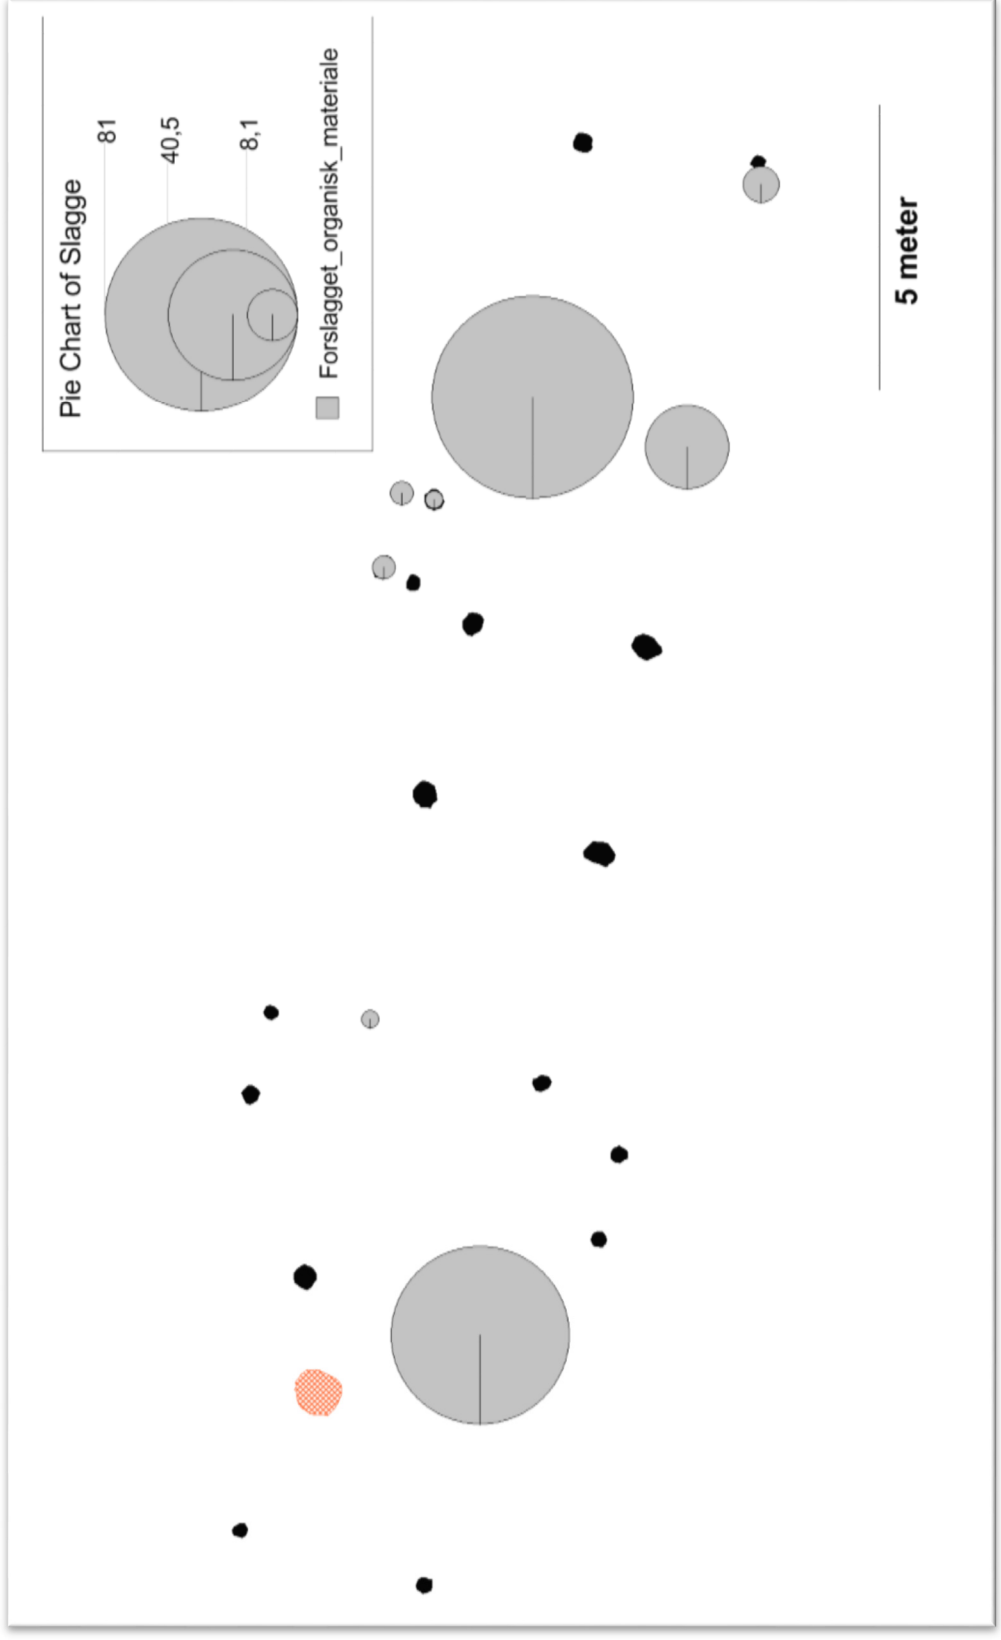 Pie Chart of Slagge
81
40,5
8,1
Forslagget_organisk_materiale
5 meter